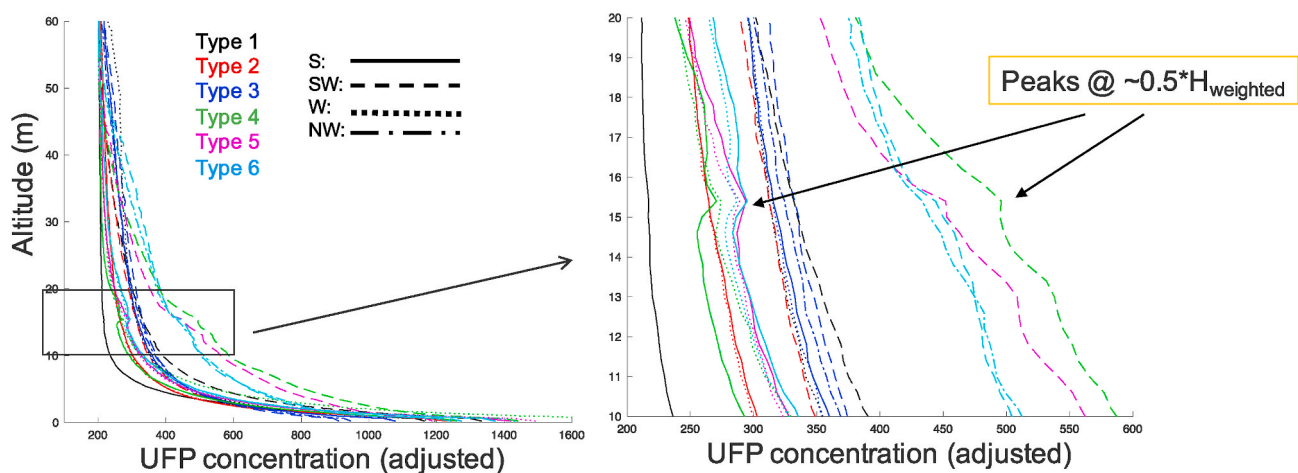 60
50
40
30
20
10
0
Altitude (m)
Type 1
Type 2
Type 3
Type 4
Type 5
Type 6
S:
SW:
W:
NW:
200
400
600
800
1000
1200
1400
1600
UFP concentration (adjusted)
20
19
18
17
16
15
14
13
12
11
10
200
250
300
350
400
450
500
550
600
UFP concentration (adjusted)
Peaks @ ~0.5*Hweighted